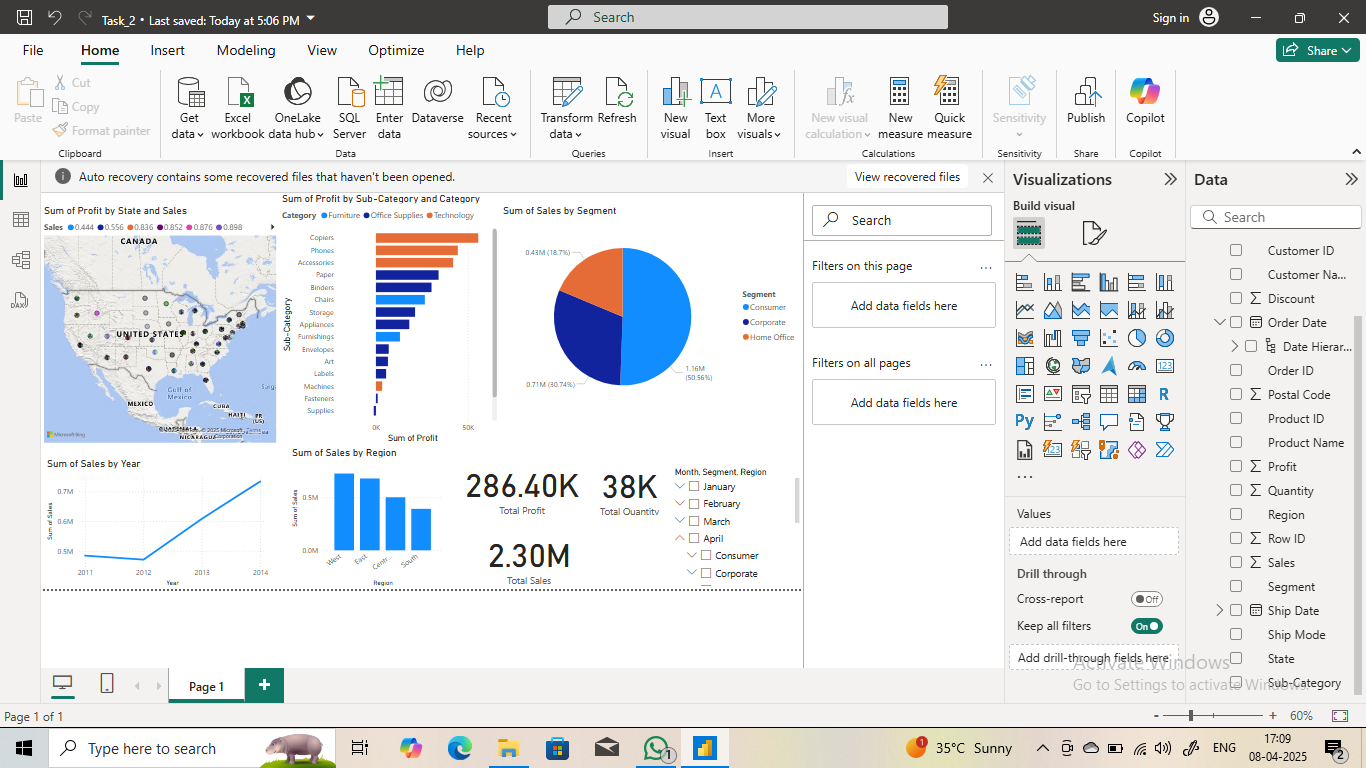 Task_2 • Last saved: Today at 5:06 PM
Search
Sign in
File Home Insert Modeling View Optimize Help
Share
Paste
Cut
Copy
Format painter
Clipboard
Get data
Excel workbook
OneLake data hub
SQL Server
Enter data
Dataverse
Recent sources
Data
Transform data
Refresh
Queries
New visual
Text box
More visuals
Insert
New visual calculation
New measure
Quick measure
Calculations
Sensitivity
Sensitivity
Publish
Share
Copilot
Copilot
Auto recovery contains some recovered files that haven't been opened.
View recovered files
Sum of Profit by State and Sales
Sales 0.444 0.556 0.836 0.852 0.876 0.898
CANADA
UNITED STATES
Gulf of Mexico
MEXICO
CUBA
HAITI
PR (US)
GUATEMALA
NICARAGUA
Microsoft Bing
© 2025 Microsoft Corporation Terms
Sum of Profit by Sub-Category and Category
Category Furniture Office Supplies Technology
Sub-Category
Copiers
Phones
Accessories
Paper
Binders
Chairs
Storage
Appliances
Furnishings
Envelopes
Art
Labels
Machines
Fasteners
Supplies
0K 50K
Sum of Profit
Sum of Sales by Segment
0.43M (18.7%)
0.71M (30.74%)
1.16M (50.56%)
Segment
Consumer
Corporate
Home Office
Sum of Sales by Year
Sum of Sales
0.7M
0.6M
0.5M
2011 2012 2013 2014
Year
Sum of Sales by Region
Sum of Sales
0.5M
0.0M
West East Centr... South
Region
286.40K
Total Profit
38K
Total Quantity
2.30M
Total Sales
Month, Segment, Region
January
February
March
April
Consumer
Corporate
Search
Filters on this page
...
Add data fields here
Filters on all pages
...
Add data fields here
Visualizations
Build visual
R
Py
123
...
Values
Add data fields here
Drill through
Cross-report Off
Keep all filters On
Add drill-through fields here
Data
Search
Customer ID
Customer Na...
Discount
Order Date
Date Hierar...
Order ID
Postal Code
Product ID
Product Name
Profit
Quantity
Region
Row ID
Sales
Segment
Ship Date
Ship Mode
State
Sub-Category
Activate Windows
Go to Settings to activate Windows.
Page 1
+
Page 1 of 1
- + 60%
Type here to search
1
1
35°C Sunny
ENG
17:09
08-04-2025
2